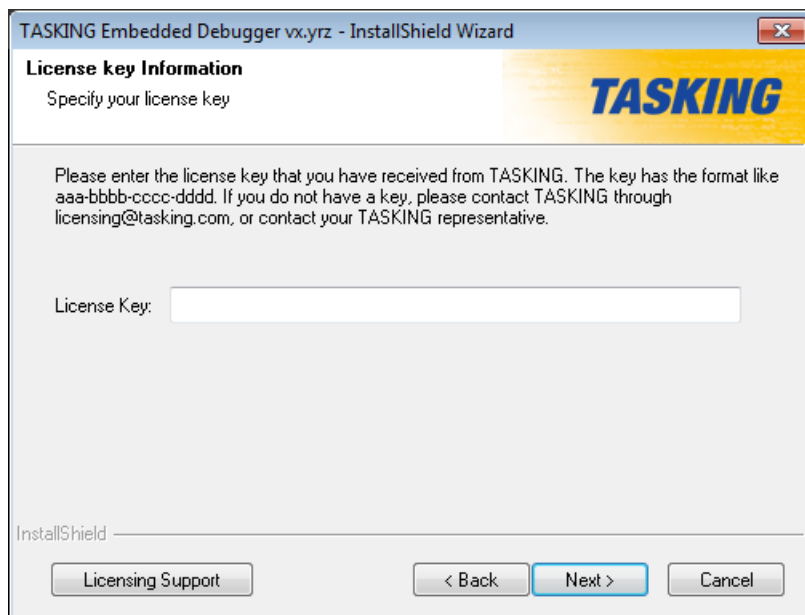 TASKING Embedded Debugger vx.yrz - InstallShield Wizard
License key Information
Specify your license key
TASKING
Please enter the license key that you have received from TASKING. The key has the format like
aaa-bbbb-cccc-dddd. If you do not have a key, please contact TASKING through
licensing@tasking.com, or contact your TASKING representative.
License Key:
InstallShield
Licensing Support
< Back
Next >
Cancel